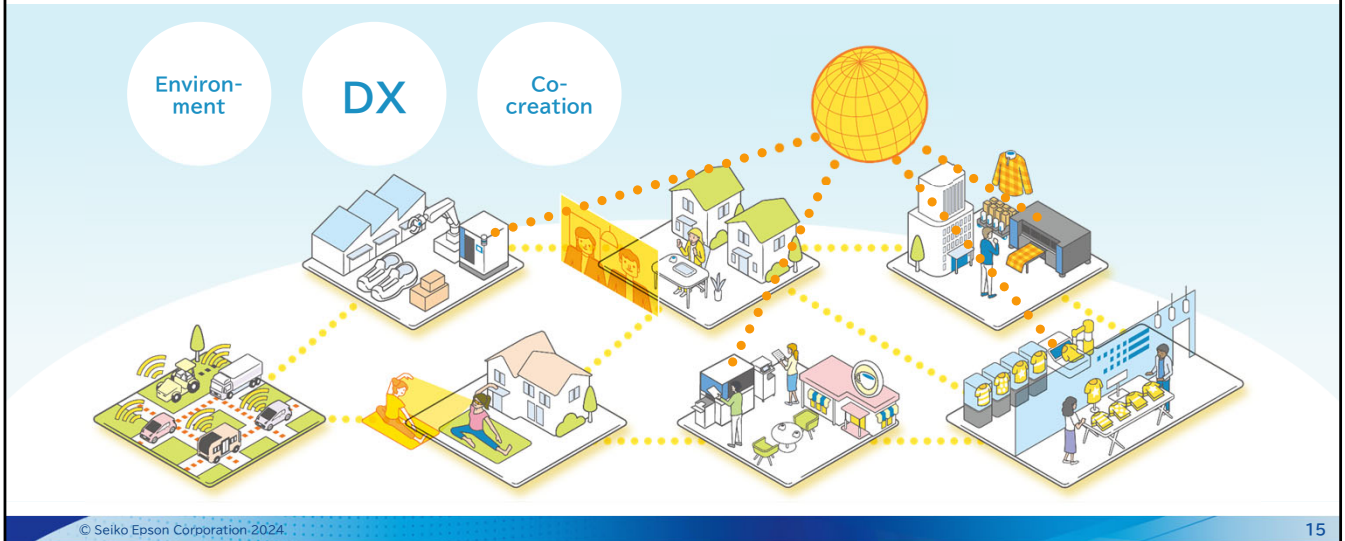 Environ-
ment
DX
Co-
creation
© Seiko Epson Corporation 2024.
15